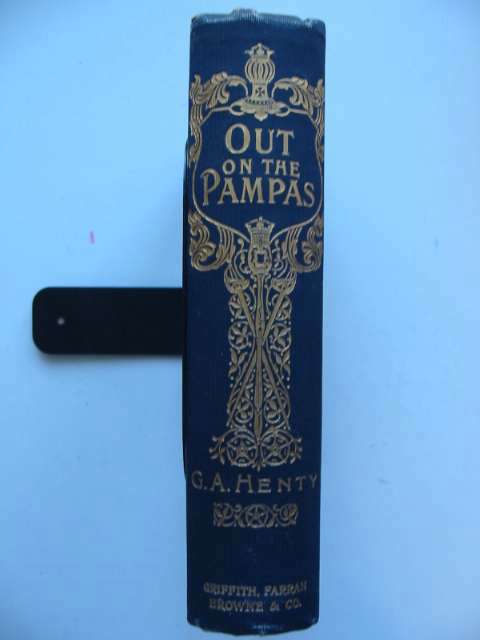 OUT
ON THE
PAMPAS
G. A. HENTY
GRIFFITH, FARRAN
BROWNE & CO.